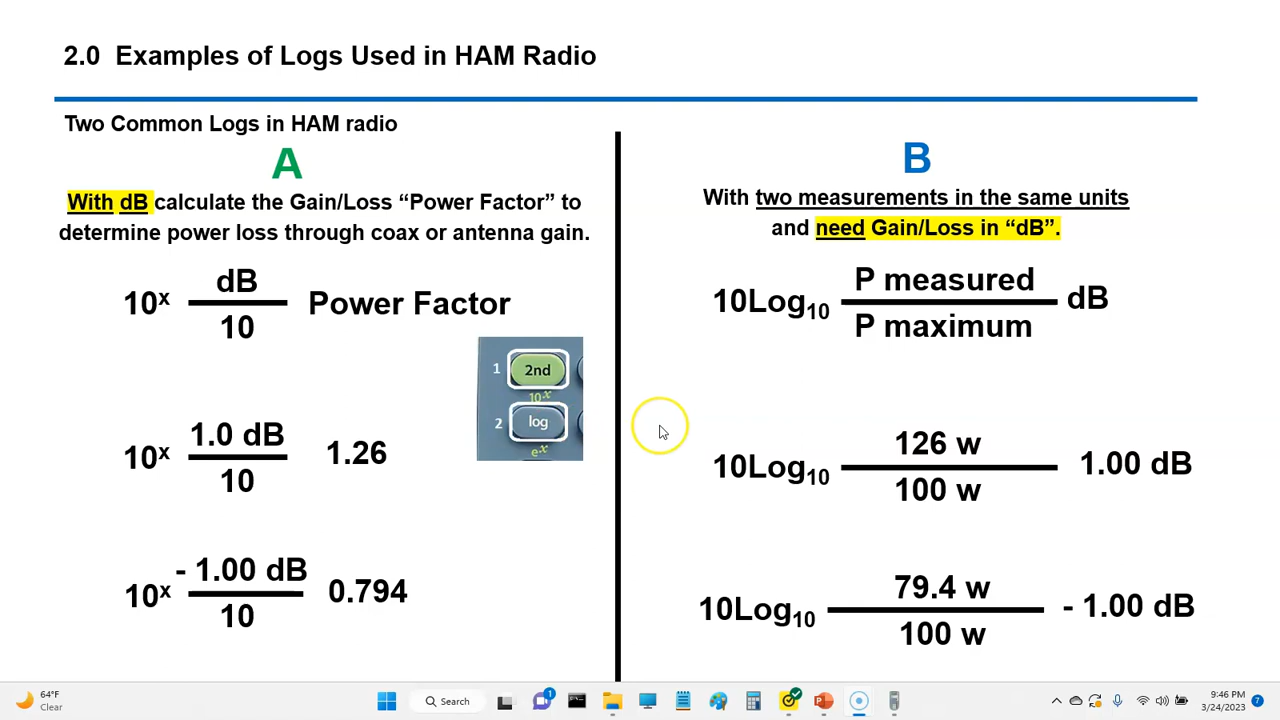 2.0 Examples of Logs Used in HAM Radio
Two Common Logs in HAM radio
A
With dB calculate the Gain/Loss “Power Factor” to
determine power loss through coax or antenna gain.
10x dB
10
Power Factor
1 2nd
10x
2 log
ex
10x 1.0 dB
10
1.26
10x - 1.00 dB
10
0.794
B
With two measurements in the same units
and need Gain/Loss in “dB”.
10Log10 P measured
P maximum
dB
10Log10 126 w
100 w
1.00 dB
10Log10 79.4 w
100 w
- 1.00 dB
64°F
Clear
Search
1
9:46 PM
3/24/2023
7